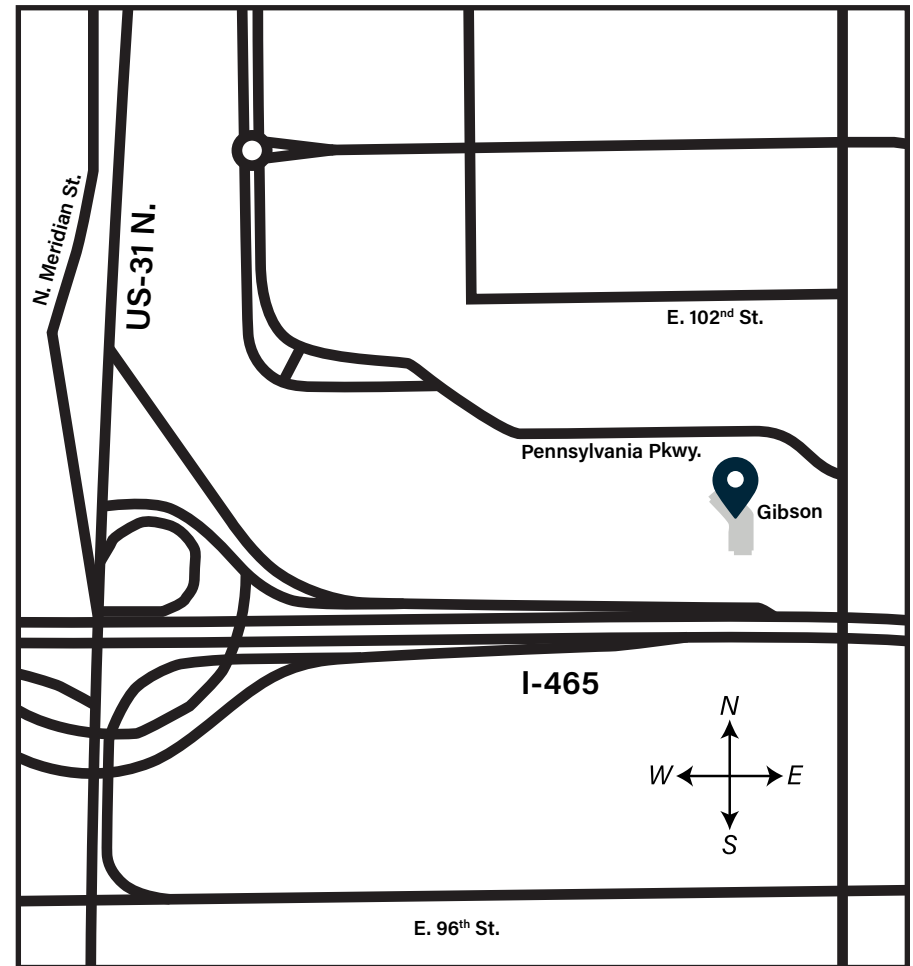 N. Meridian St.
US-31 N.
E. 102nd St.
Pennsylvania Pkwy.
Gibson
I-465
N
W
E
S
E. 96th St.